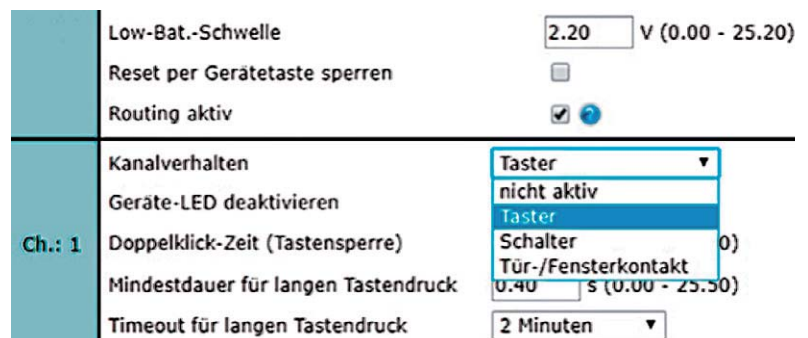 Low-Bat.-Schwelle 2.20 V (0.00 - 25.20)
Reset per Gerätetaste sperren
Routing aktiv ?
Ch.: 1
Kanalverhalten Taster
nicht aktiv
Taster
Schalter
Tür-/Fensterkontakt
Geräte-LED deaktivieren
Doppelklick-Zeit (Tastensperre) 0)
Mindestdauer für langen Tastendruck 0.40 s (0.00 - 25.50)
Timeout für langen Tastendruck 2 Minuten